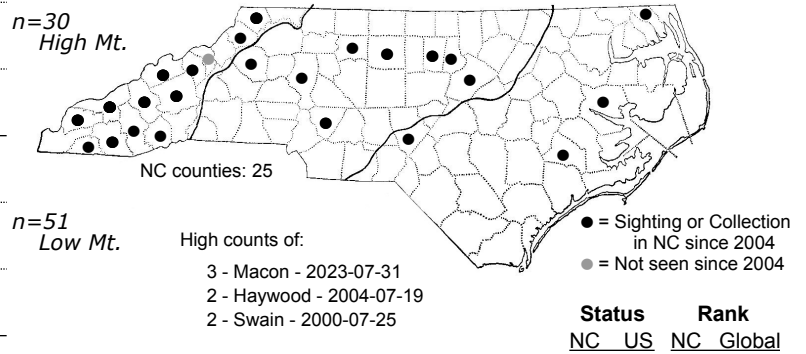 n=30
High Mt.
NC counties: 25
n=51
Low Mt.
High counts of:
3 - Macon - 2023-07-31
2 - Haywood - 2004-07-19
2 - Swain - 2000-07-25
● = Sighting or Collection
in NC since 2004
● = Not seen since 2004
Status Rank
NC US NC Global